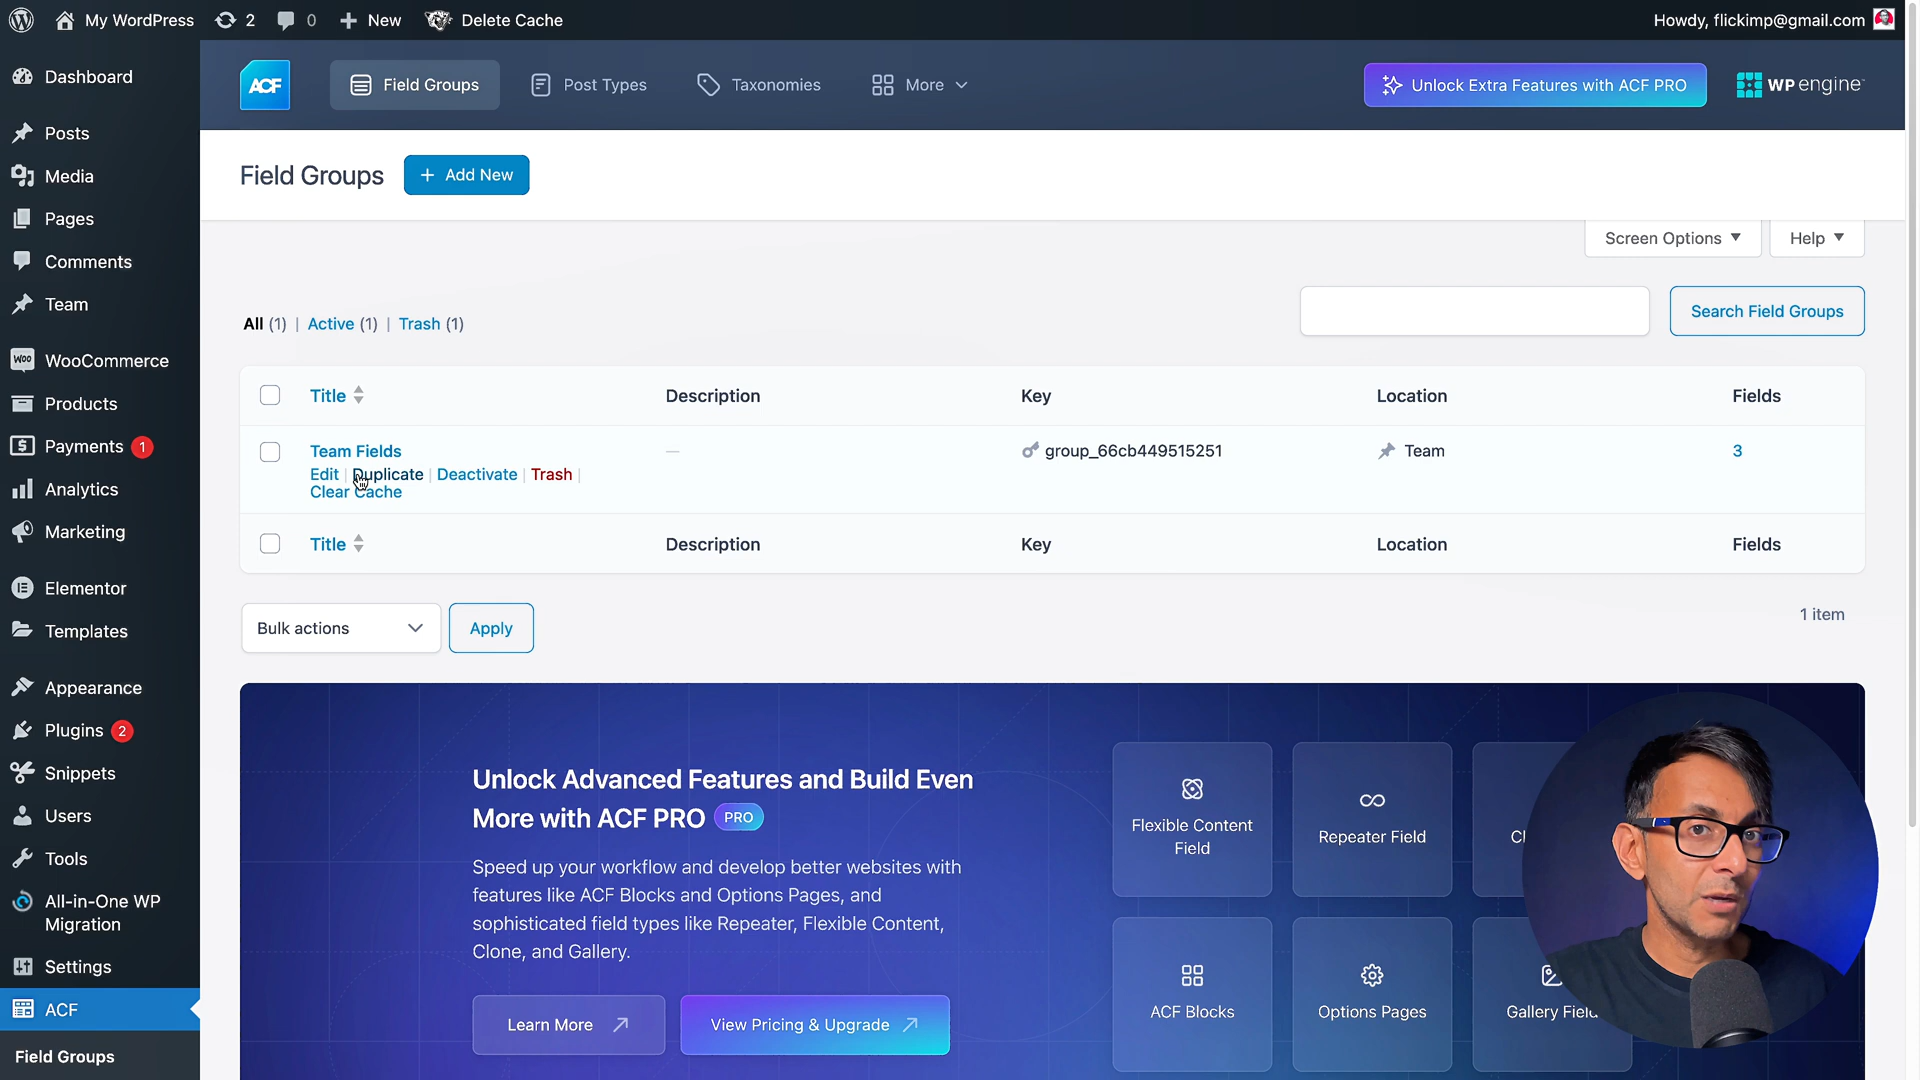 My WordPress
2
0
New
Delete Cache
Howdy, flickimp@gmail.com
Dashboard
Posts
Media
Pages
Comments
Team
WooCommerce
Products
Payments 1
Analytics
Marketing
Elementor
Templates
Appearance
Plugins 2
Snippets
Users
Tools
All-in-One WP
Migration
Settings
ACF
Field Groups
ACF
Field Groups
Post Types
Taxonomies
More
Unlock Extra Features with ACF PRO
WP engine
Field Groups
+ Add New
Screen Options
Help
All (1) | Active (1) | Trash (1)
Search Field Groups
Title
Description
Key
Location
Fields
Team Fields
—
group_66cb449515251
Team
3
Edit | Duplicate | Deactivate | Trash |
Clear Cache
Title
Description
Key
Location
Fields
Bulk actions
Apply
1 item
Unlock Advanced Features and Build Even
More with ACF PRO PRO
Speed up your workflow and develop better websites with
features like ACF Blocks and Options Pages, and
sophisticated field types like Repeater, Flexible Content,
Clone, and Gallery.
Learn More
View Pricing & Upgrade
Flexible Content
Field
Repeater Field
ACF Blocks
Options Pages
Gallery Field